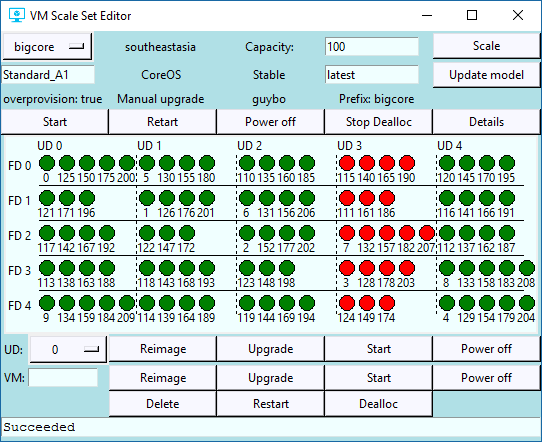 VM Scale Set Editor
bigcore southeastasia Capacity: 100 Scale
Standard_A1 CoreOS Stable latest Update model
overprovision: true Manual upgrade guybo Prefix: bigcore
Start Retart Power off Stop Dealloc Details
UD 0 UD 1 UD 2 UD 3 UD 4
FD 0
0 125 150 175 200 5 130 155 180 110 135 160 185 115 140 165 190 120 145 170 195
FD 1
121 171 196 1 126 176 201 6 131 156 206 111 161 186 116 141 166 191
FD 2
117 142 167 192 122 147 172 2 152 177 202 7 132 157 182 207 112 137 162 187
FD 3
113 138 163 188 118 143 168 193 123 148 198 3 128 178 203 8 133 158 183 208
FD 4
9 134 159 184 209 114 139 164 189 119 144 169 194 124 149 174 4 129 154 179 204
UD: 0 Reimage Upgrade Start Power off
VM: Reimage Upgrade Start Power off
Delete Restart Dealloc
Succeeded